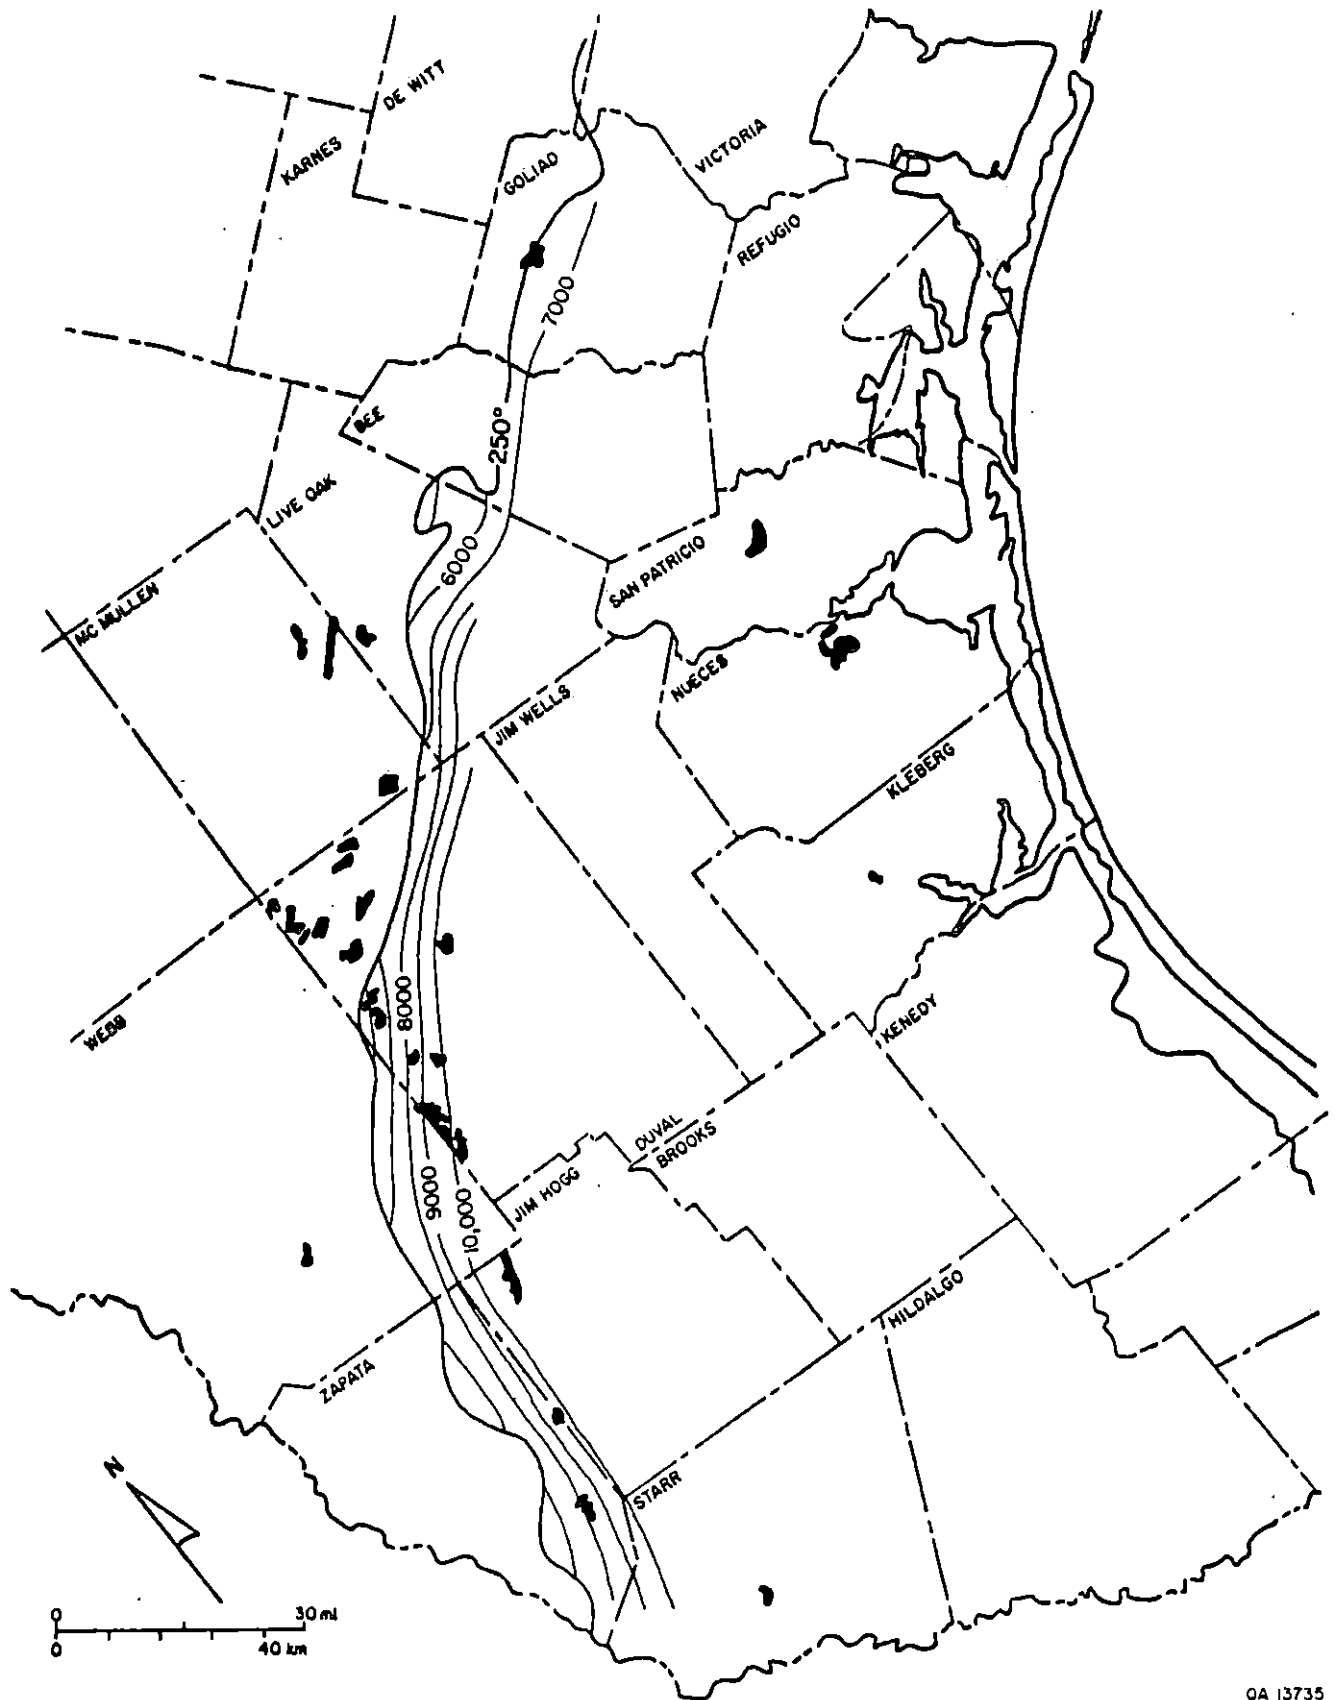 DE WITT
KARNES
VICTORIA
GOLIAD
REFUGIO
7000
BEE
250°
LIVE OAK
6000
SAN PATRICIO
MC MULLEN
NUECES
JIM WELLS
KLEBERG
8000
WEBB
KENEDY
DUVAL
BROOKS
9000
10,000
JIM HOGG
HILDALGO
ZAPATA
N
STARR
0 30 mi
0 40 km
QA 13735